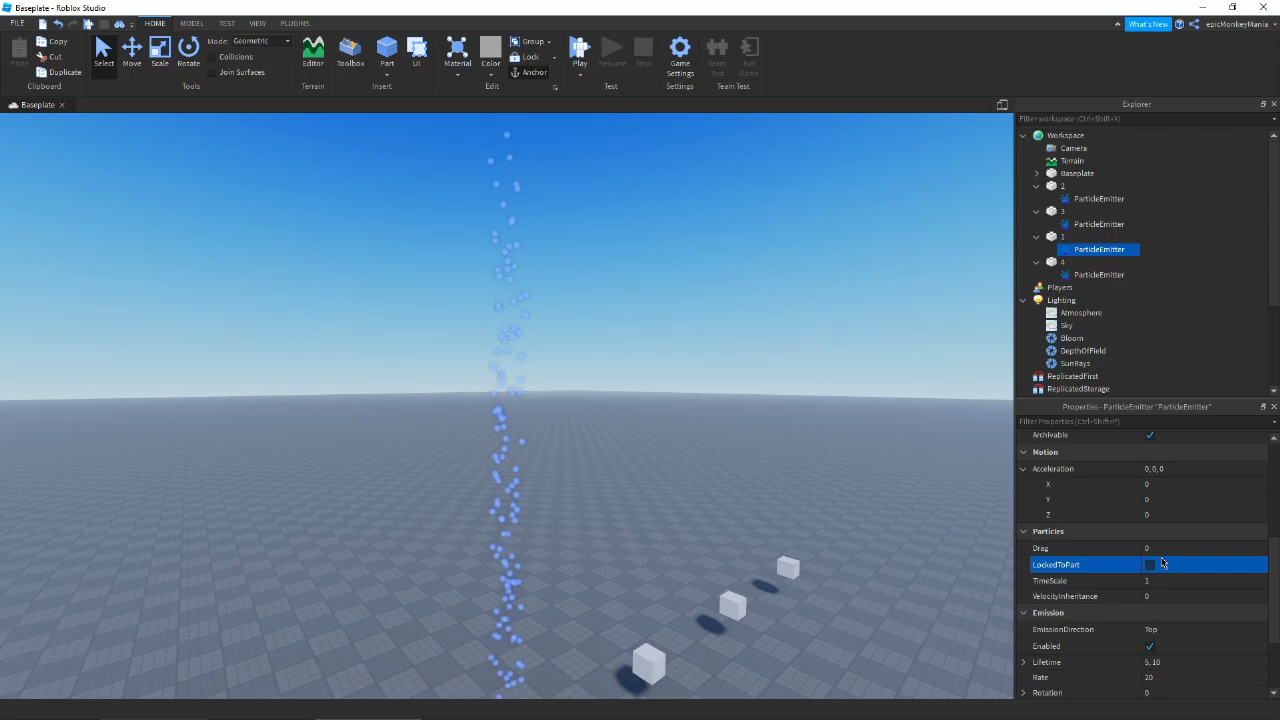 Baseplate - Roblox Studio
FILE HOME MODEL TEST VIEW PLUGINS What's New epicMonkeyMania
Paste Copy Cut Duplicate Clipboard
Select Move Scale Rotate Mode: Geometric Collisions Join Surfaces Tools
Editor Terrain
Toolbox Part UI Insert
Material Color Group Lock Anchor Edit
Play Resume Stop Test
Game Settings Settings
Team Test Exit Game Team Test
Baseplate
Explorer
Filter workspace (Ctrl+Shift+X)
Workspace
Camera
Terrain
Baseplate
2
ParticleEmitter
3
ParticleEmitter
1
ParticleEmitter
4
ParticleEmitter
Players
Lighting
Atmosphere
Sky
Bloom
DepthOfField
SunRays
ReplicatedFirst
ReplicatedStorage
Properties - ParticleEmitter "ParticleEmitter"
Filter Properties (Ctrl+Shift+P)
Archivable
Motion
Acceleration 0, 0, 0
X 0
Y 0
Z 0
Particles
Drag 0
LockedToPart
TimeScale 1
VelocityInheritance 0
Emission
EmissionDirection Top
Enabled
Lifetime 5, 10
Rate 20
Rotation 0